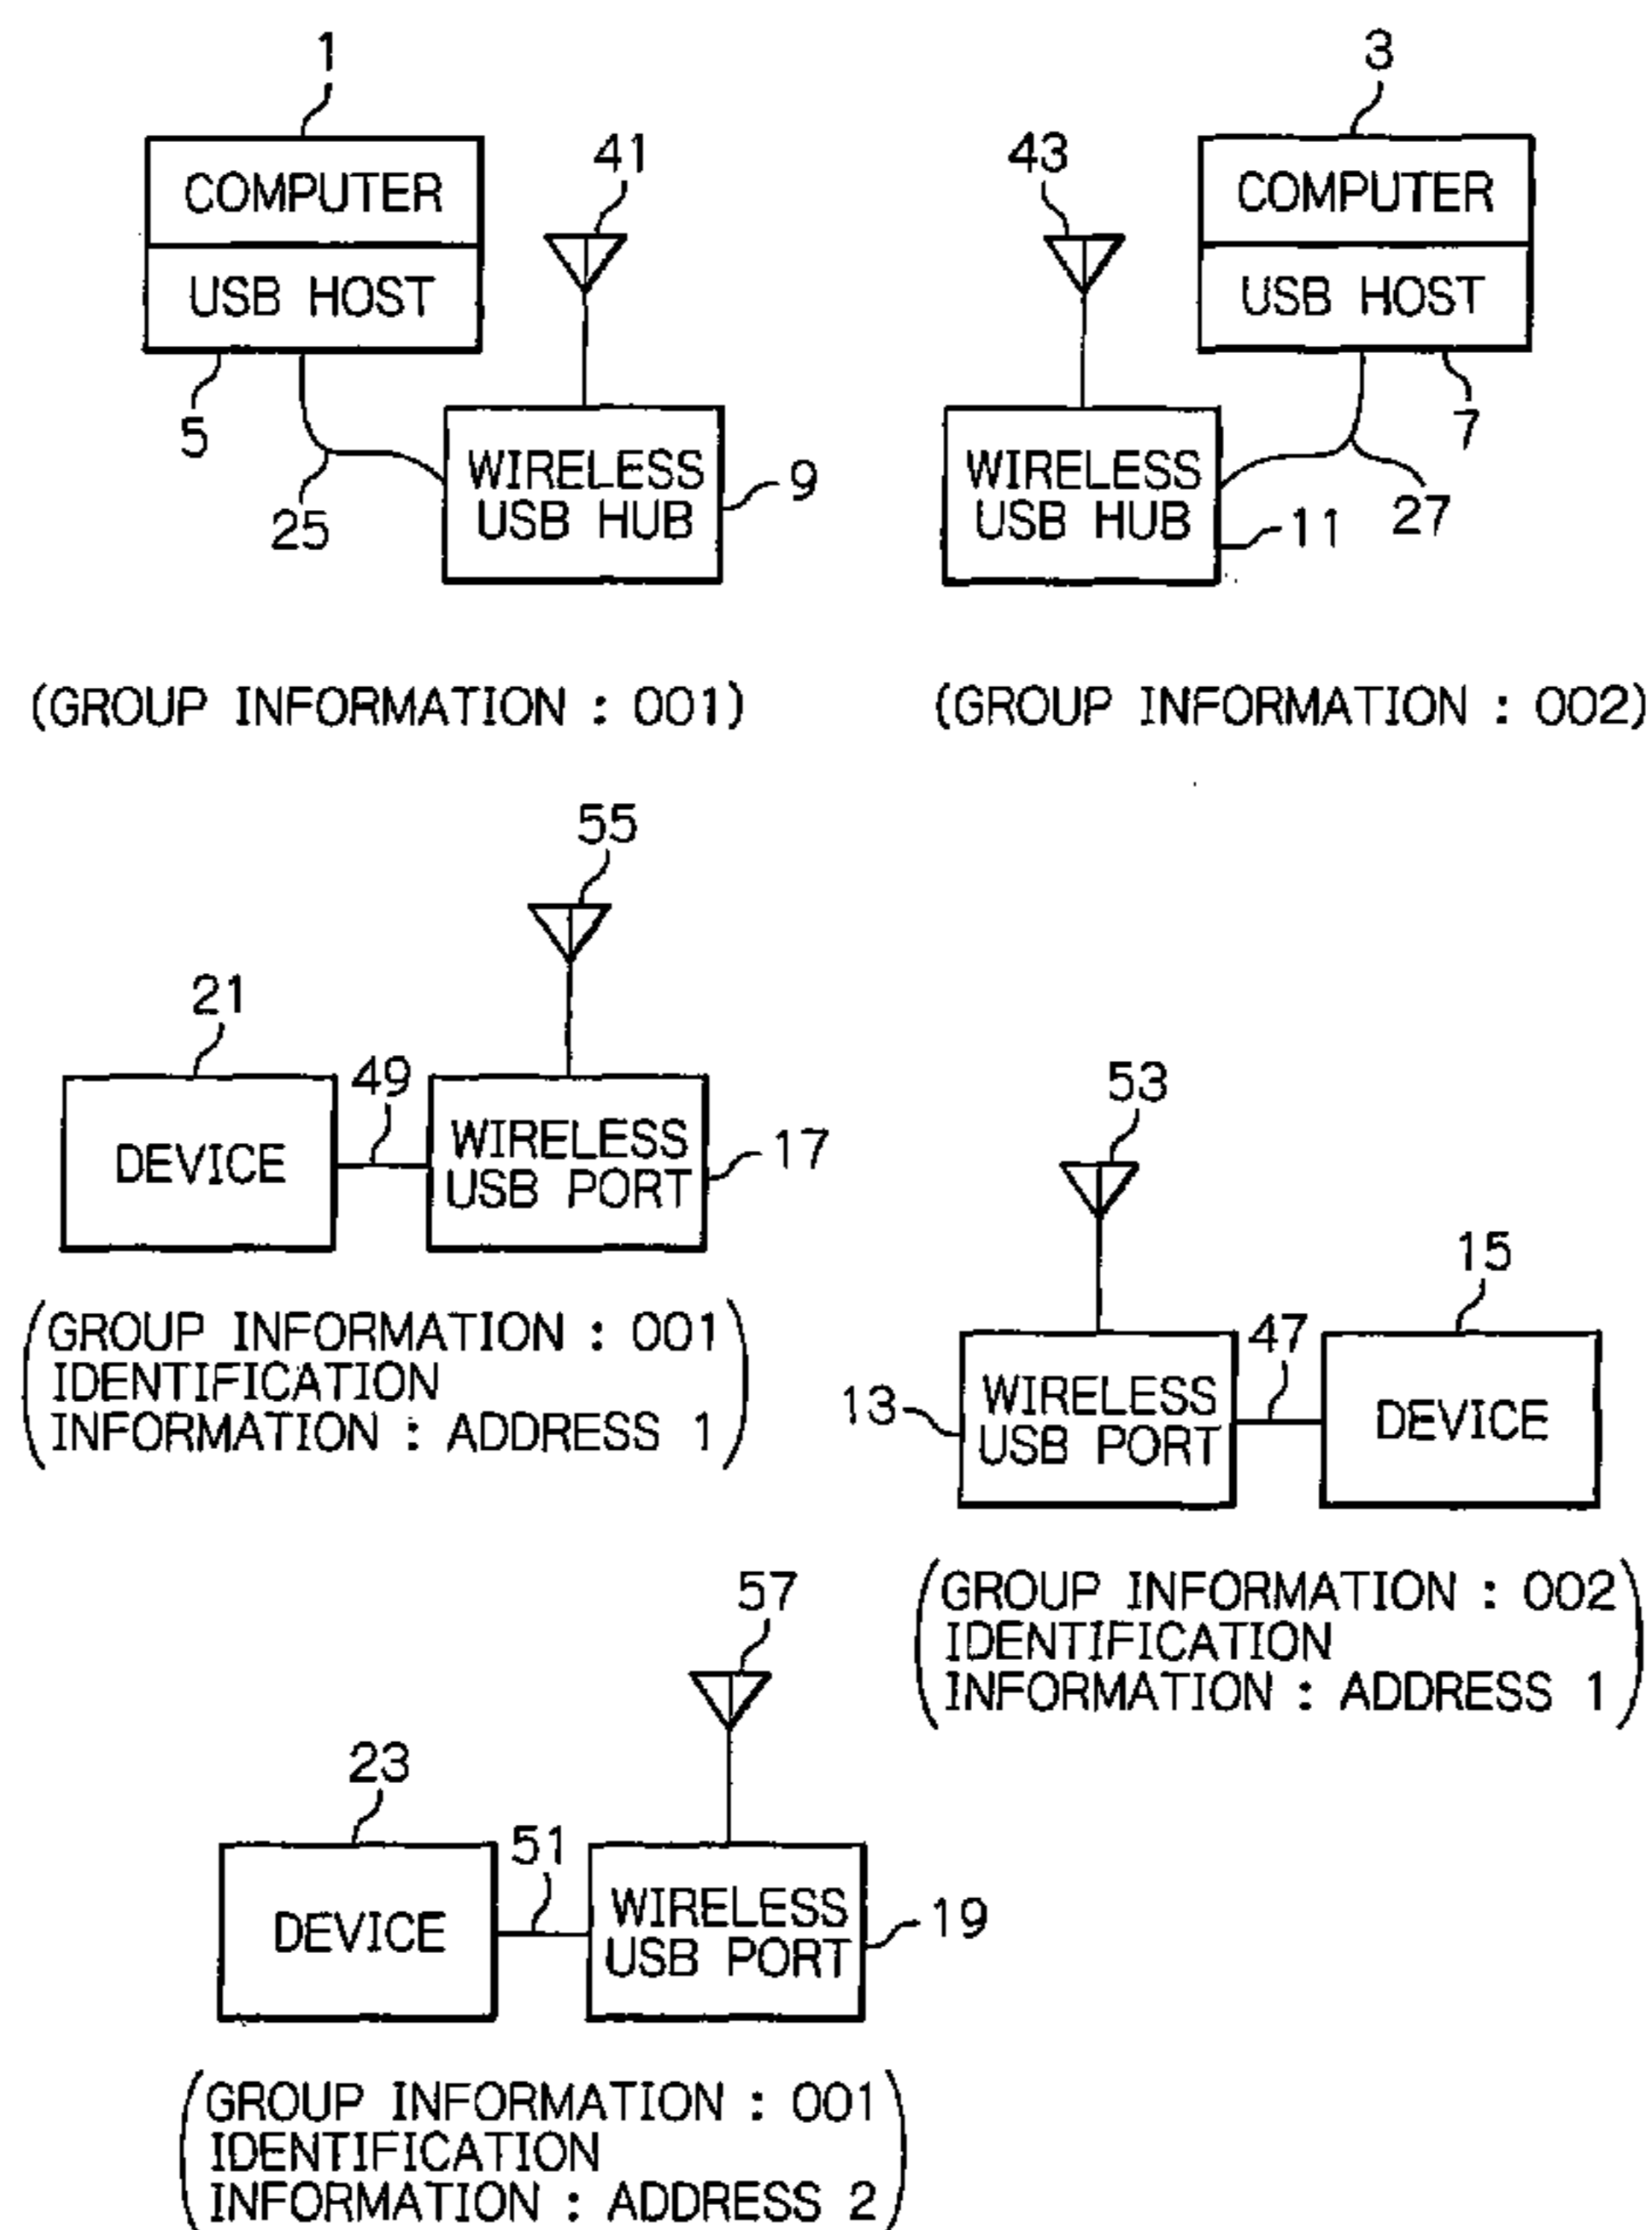 1
3
41
43
COMPUTER
COMPUTER
USB HOST
USB HOST
5
7
WIRELESS
USB HUB
9
WIRELESS
USB HUB
11
25
27
(GROUP INFORMATION : 001)
(GROUP INFORMATION : 002)
55
21
49
DEVICE
WIRELESS
USB PORT
17
(GROUP INFORMATION : 001
IDENTIFICATION
INFORMATION : ADDRESS 1)
53
15
47
13
WIRELESS
USB PORT
DEVICE
(GROUP INFORMATION : 002
IDENTIFICATION
INFORMATION : ADDRESS 1)
57
23
51
DEVICE
WIRELESS
USB PORT
19
(GROUP INFORMATION : 001
IDENTIFICATION
INFORMATION : ADDRESS 2)